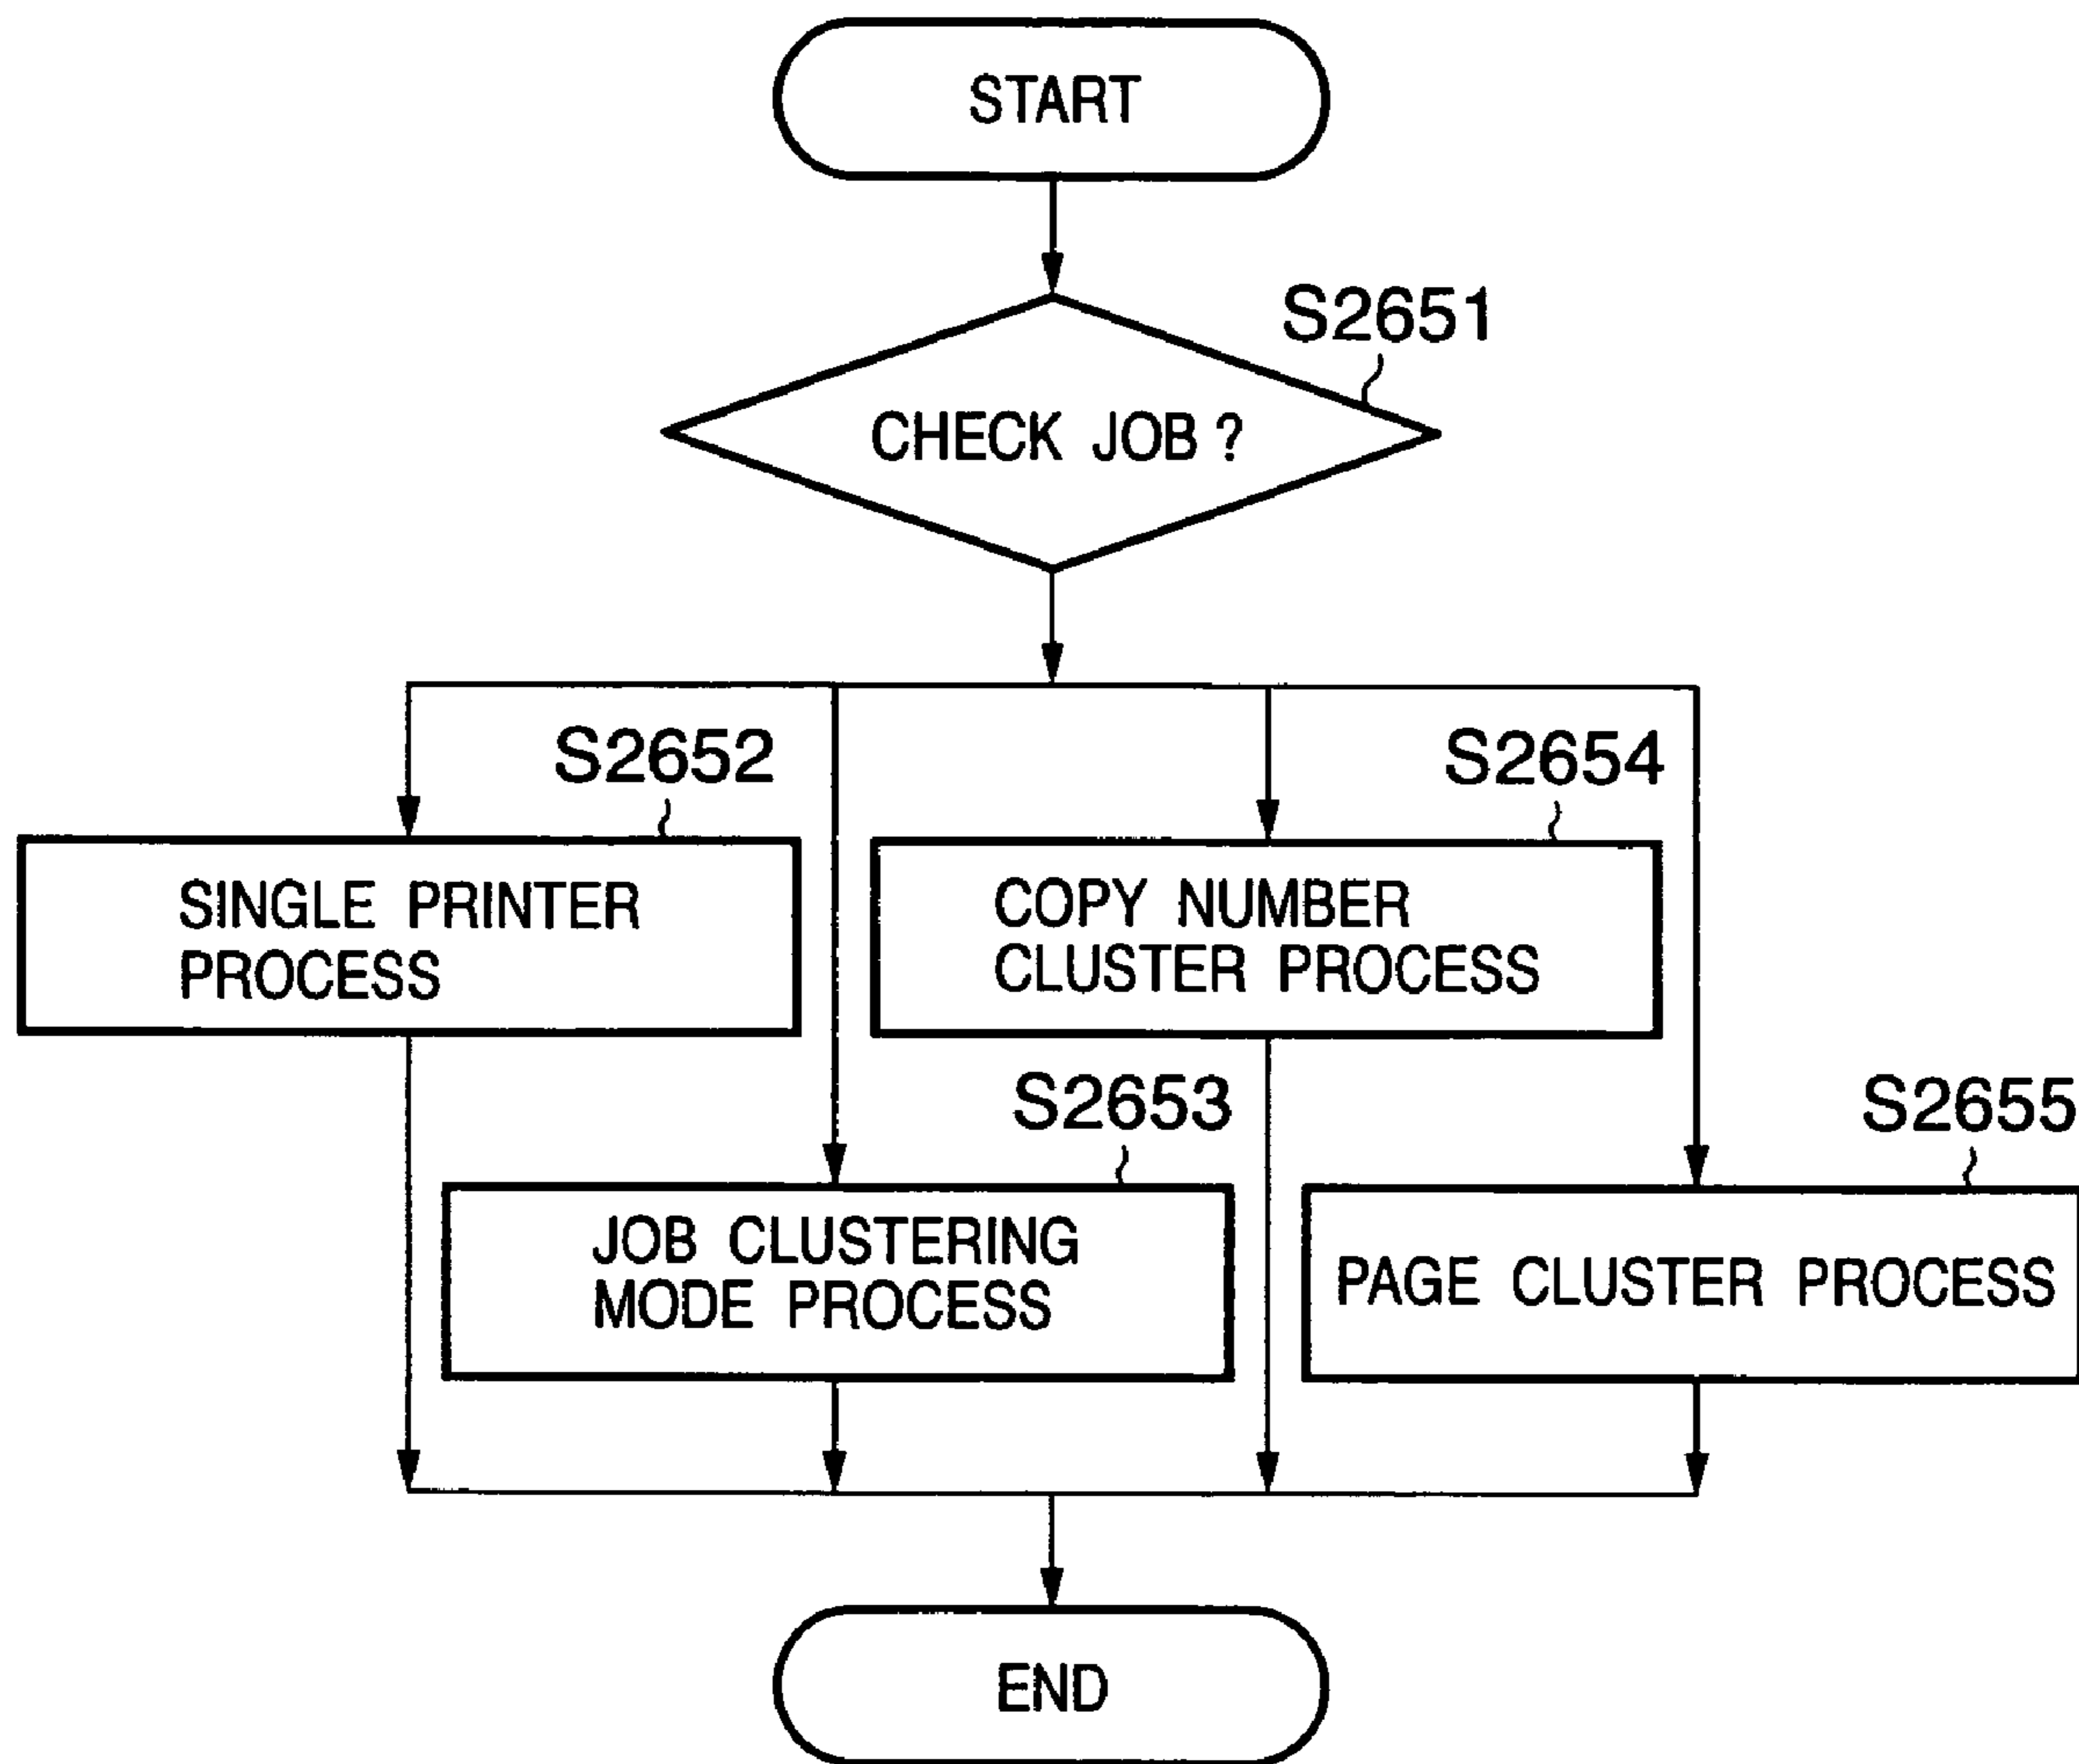 START
S2651
CHECK JOB ?
S2652
S2654
SINGLE PRINTER
PROCESS
COPY NUMBER
CLUSTER PROCESS
S2653
S2655
JOB CLUSTERING
MODE PROCESS
PAGE CLUSTER PROCESS
END